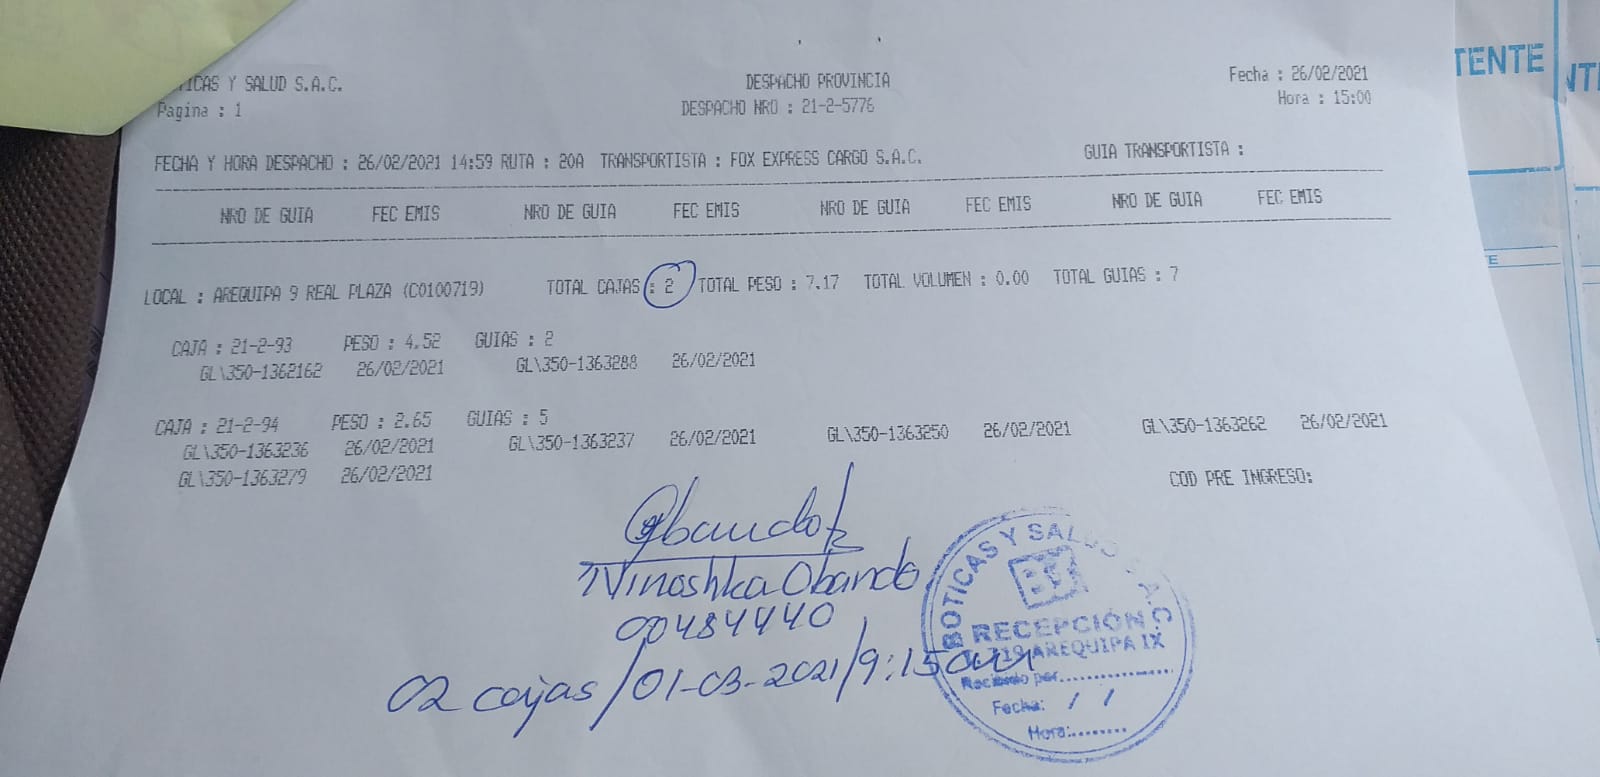 TICAS Y SALUD S.A.C. DESPACHO PROVINCIA Fecha : 26/02/2021
Pagina : 1 DESPACHO NRO : 21-2-5776 Hora : 15:00
TENTE
FECHA Y HORA DESPACHO : 26/02/2021 14:59 RUTA : 20A TRANSPORTISTA : FOX EXPRESS CARGO S.A.C. GUIA TRANSPORTISTA :
NRO DE GUIA FEC EMIS NRO DE GUIA FEC EMIS NRO DE GUIA FEC EMIS NRO DE GUIA FEC EMIS
LOCAL : AREQUIPA 9 REAL PLAZA (C0100719) TOTAL CAJAS : 2 TOTAL PESO : 7.17 TOTAL VOLUMEN : 0.00 TOTAL GUIAS : 7
CAJA : 21-2-93 PESO : 4.52 GUIAS : 2
GL\350-1362162 26/02/2021 GL\350-1363288 26/02/2021
CAJA : 21-2-94 PESO : 2.65 GUIAS : 5
GL\350-1363236 26/02/2021 GL\350-1363237 26/02/2021 GL\350-1363250 26/02/2021 GL\350-1363262 26/02/2021
GL\350-1363279 26/02/2021
COD PRE INGRESO:
Ninoshka Obando
00484440
02 cajas / 01-03-2021 / 9:15 am
BOTICAS Y SALUD S.A.C.
RECEPCIÓN
719 AREQUIPA IX
Recibido por..................
Fecha: / /
Hora:.........